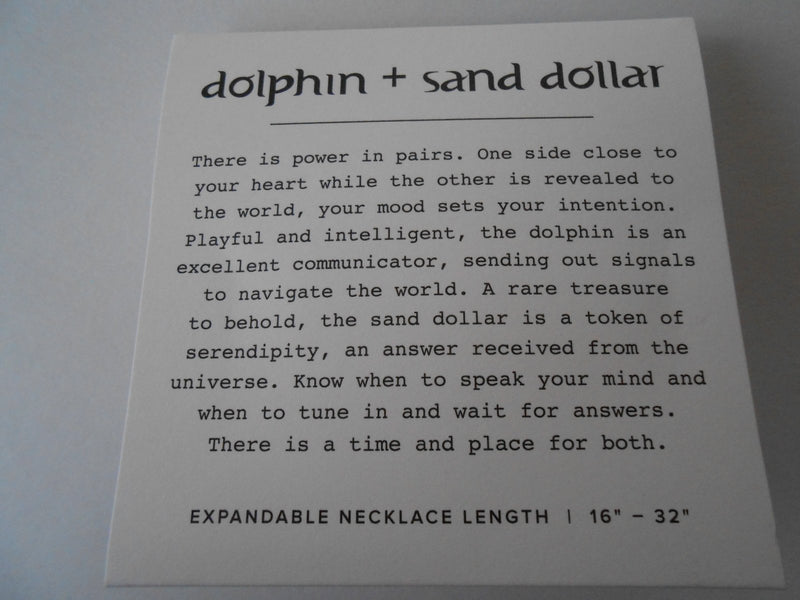 dolphin + sand dollar
There is power in pairs. One side close to
your heart while the other is revealed to
the world, your mood sets your intention.
Playful and intelligent, the dolphin is an
excellent communicator, sending out signals
to navigate the world. A rare treasure
to behold, the sand dollar is a token of
serendipity, an answer received from the
universe. Know when to speak your mind and
when to tune in and wait for answers.
There is a time and place for both.
EXPANDABLE NECKLACE LENGTH | 16" – 32"